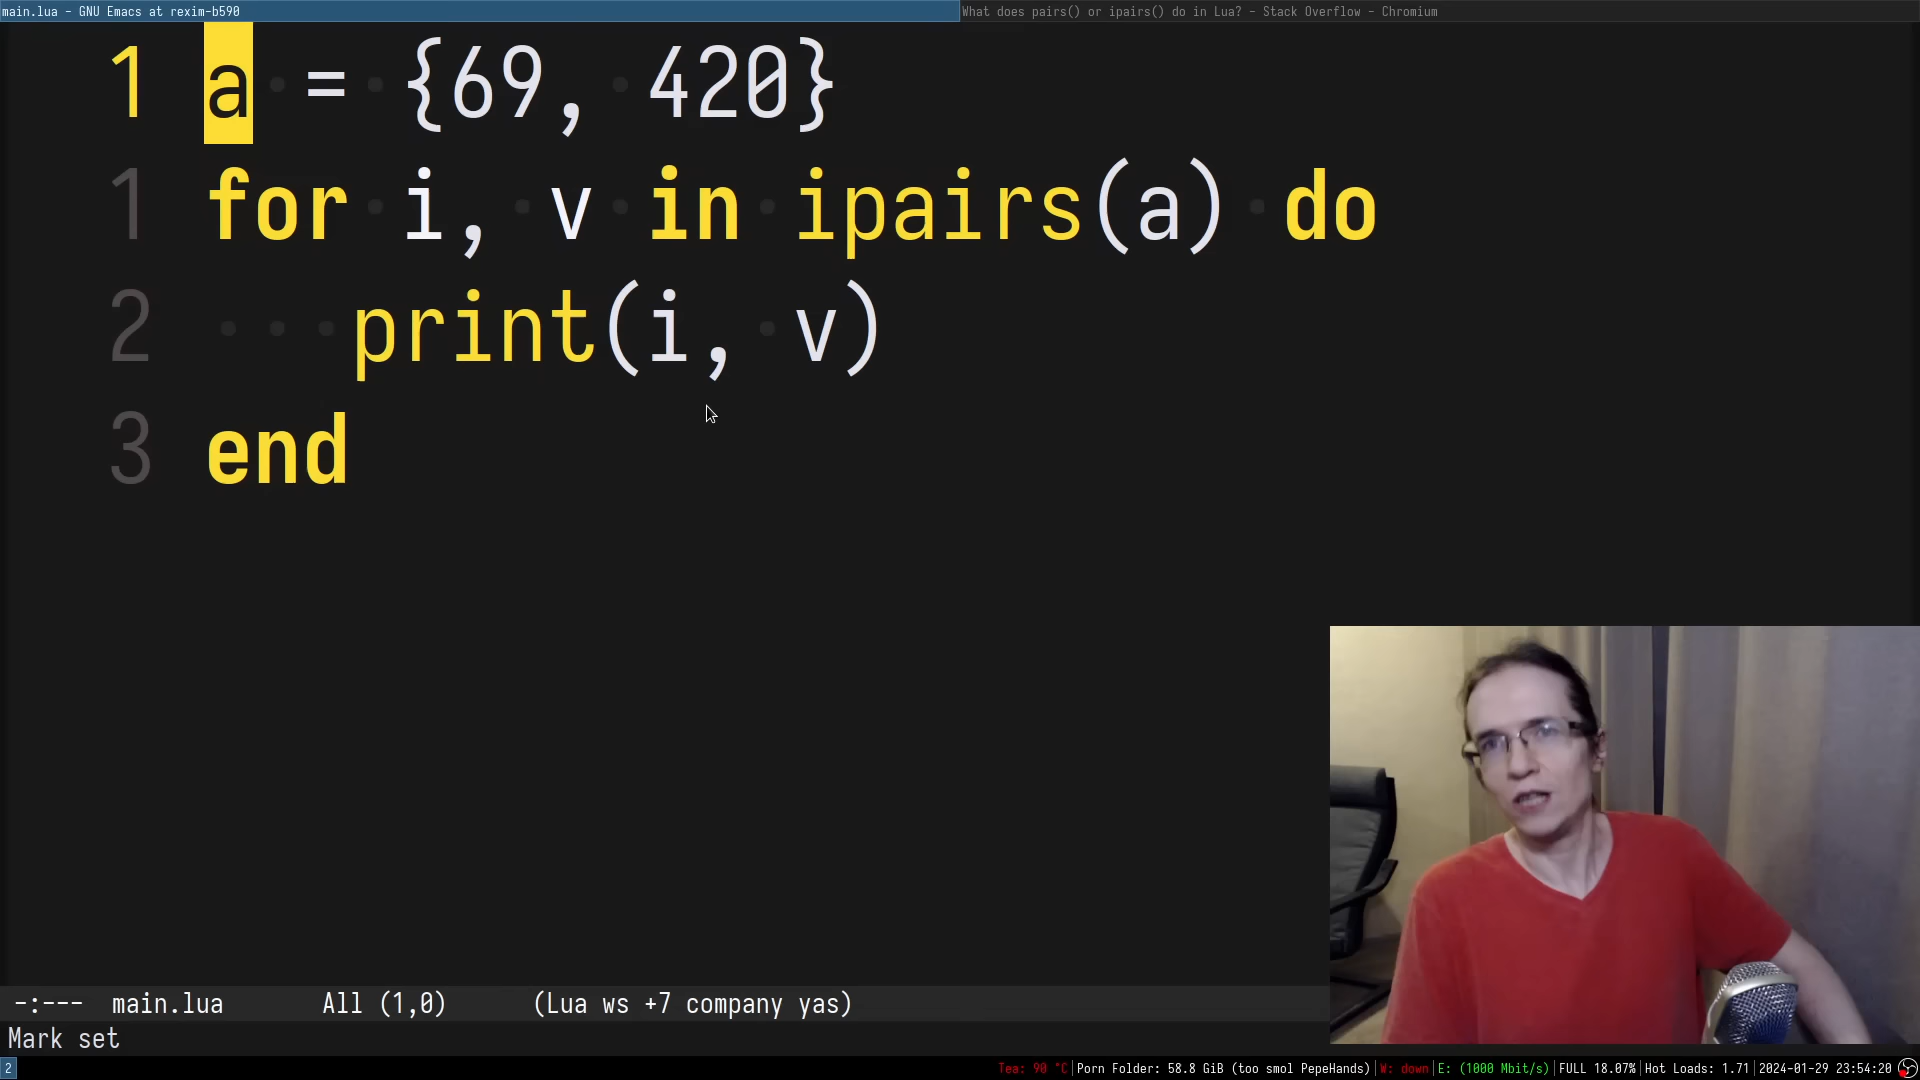 main.lua - GNU Emacs at rexim-b590
What does pairs() or ipairs() do in Lua? - Stack Overflow - Chromium
1 a = {69, 420}
1 for i, v in ipairs(a) do
2 print(i, v)
3 end
-:--- main.lua All (1,0) (Lua ws +7 company yas)
Mark set
2 Tea: 90 °C|Porn Folder: 58.8 GiB (too smol PepeHands)|W: down|E: (1000 Mbit/s)|FULL 18.07%|Hot Loads: 1.71|2024-01-29 23:54:20